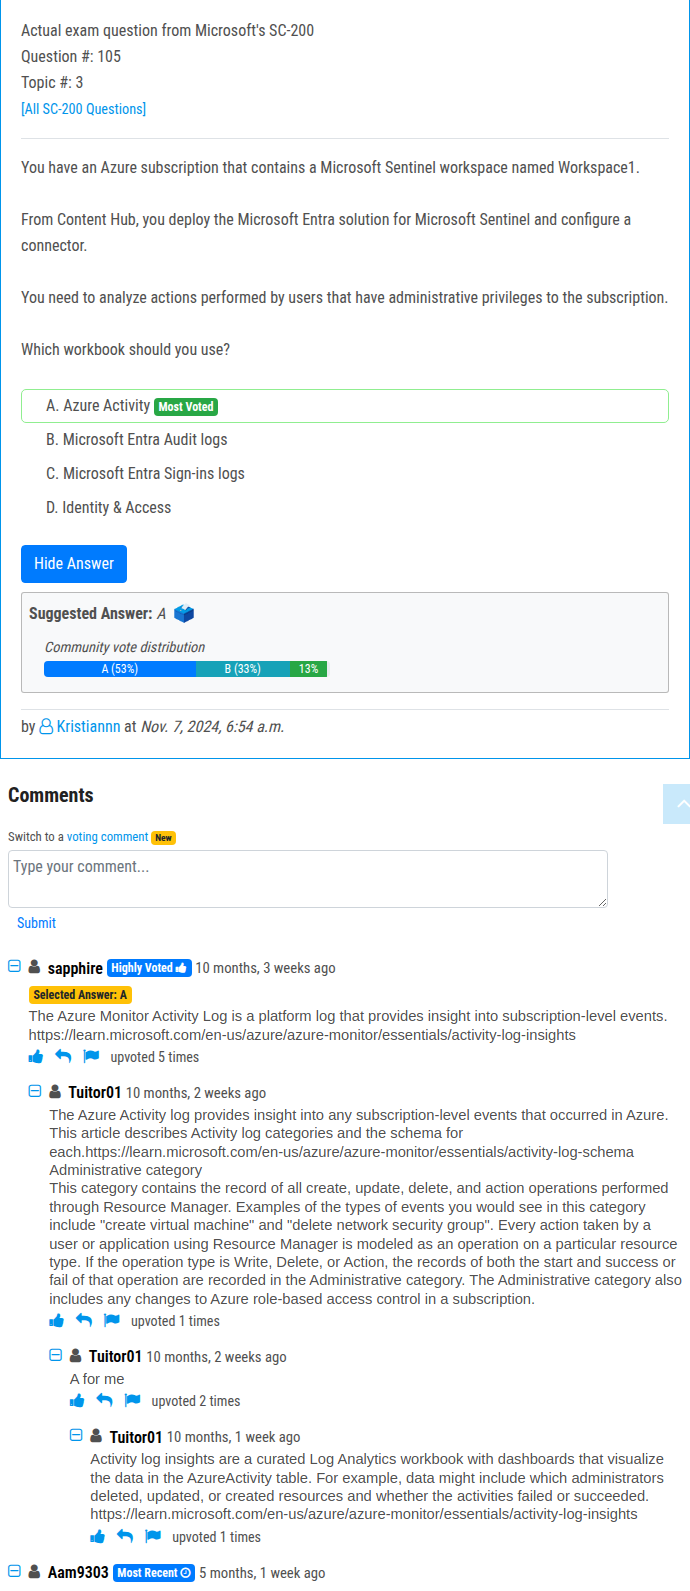 Actual exam question from Microsoft's SC-200
Question #: 105
Topic #: 3
[All SC-200 Questions]
You have an Azure subscription that contains a Microsoft Sentinel workspace named Workspace1.
From Content Hub, you deploy the Microsoft Entra solution for Microsoft Sentinel and configure a
connector.
You need to analyze actions performed by users that have administrative privileges to the subscription.
Which workbook should you use?
A. Azure Activity Most Voted
B. Microsoft Entra Audit logs
C. Microsoft Entra Sign-ins logs
D. Identity & Access
Hide Answer
Suggested Answer: A
Community vote distribution
A (53%) B (33%) 13%
by Kristiannn at Nov. 7, 2024, 6:54 a.m.
Comments
Switch to a voting comment New
Type your comment...
Submit
sapphire Highly Voted 10 months, 3 weeks ago
Selected Answer: A
The Azure Monitor Activity Log is a platform log that provides insight into subscription-level events.
https://learn.microsoft.com/en-us/azure/azure-monitor/essentials/activity-log-insights
upvoted 5 times
Tuitor01 10 months, 2 weeks ago
The Azure Activity log provides insight into any subscription-level events that occurred in Azure.
This article describes Activity log categories and the schema for
each.https://learn.microsoft.com/en-us/azure/azure-monitor/essentials/activity-log-schema
Administrative category
This category contains the record of all create, update, delete, and action operations performed
through Resource Manager. Examples of the types of events you would see in this category
include "create virtual machine" and "delete network security group". Every action taken by a
user or application using Resource Manager is modeled as an operation on a particular resource
type. If the operation type is Write, Delete, or Action, the records of both the start and success or
fail of that operation are recorded in the Administrative category. The Administrative category also
includes any changes to Azure role-based access control in a subscription.
upvoted 1 times
Tuitor01 10 months, 2 weeks ago
A for me
upvoted 2 times
Tuitor01 10 months, 1 week ago
Activity log insights are a curated Log Analytics workbook with dashboards that visualize
the data in the AzureActivity table. For example, data might include which administrators
deleted, updated, or created resources and whether the activities failed or succeeded.
https://learn.microsoft.com/en-us/azure/azure-monitor/essentials/activity-log-insights
upvoted 1 times
Aam9303 Most Recent 5 months, 1 week ago